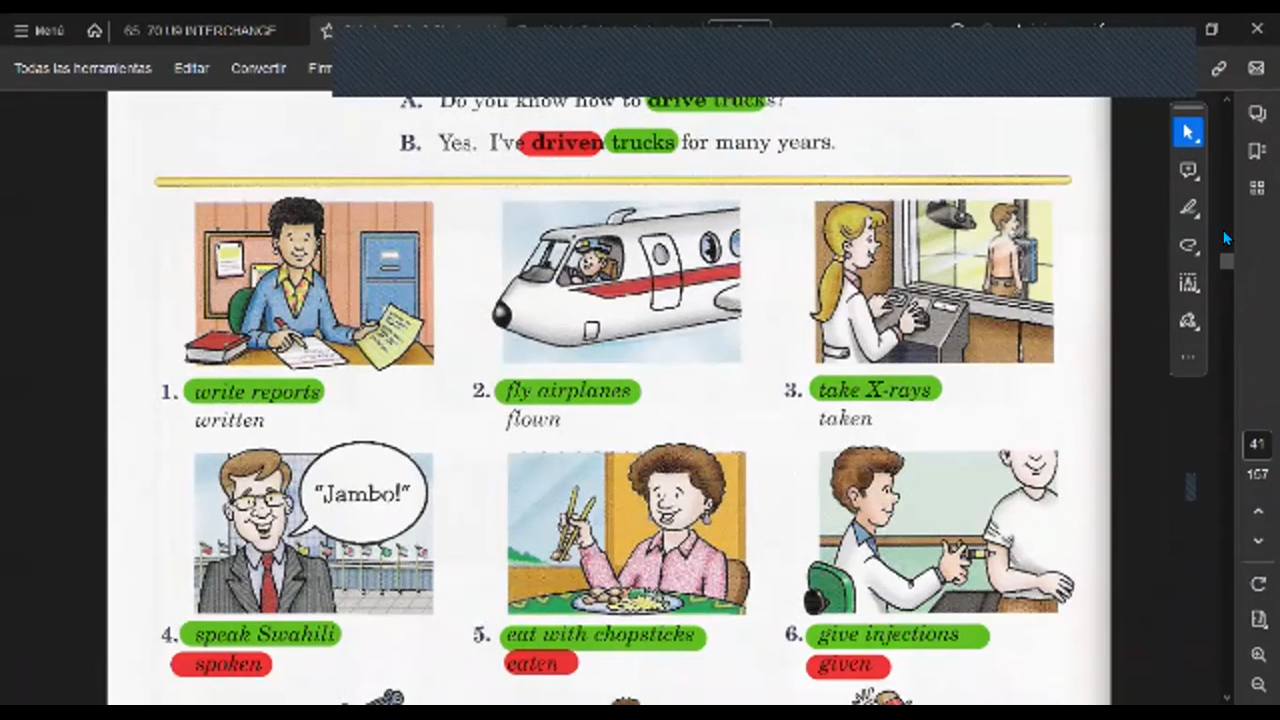 Menú
65_70 U9 INTERCHANGE
Todas las herramientas Editar Convertir Firm
A. Do you know how to drive trucks?
B. Yes. I've driven trucks for many years.
1. write reports
written
2. fly airplanes
flown
3. take X-rays
taken
"Jambo!"
4. speak Swahili
spoken
5. eat with chopsticks
eaten
6. give injections
given
41
157